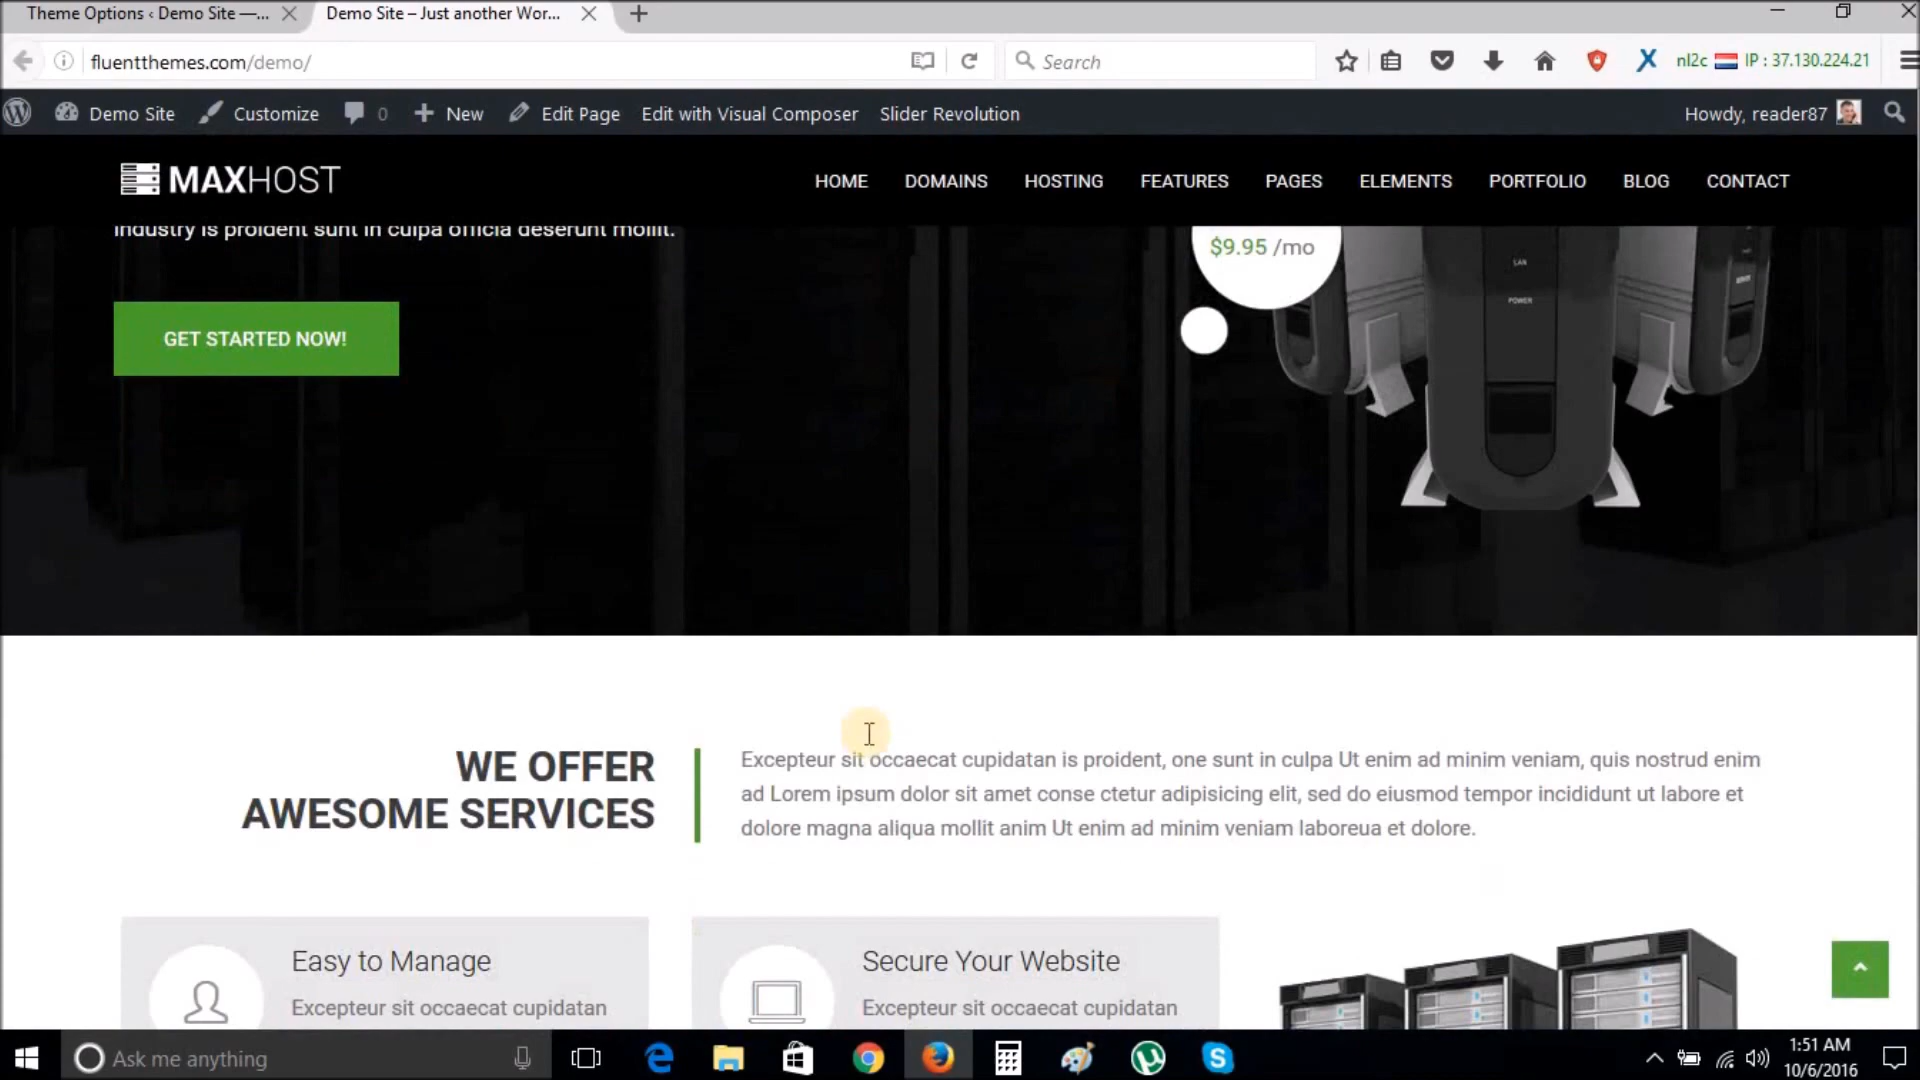 Theme Options ‹ Demo Site —...
Demo Site – Just another Wor...
fluentthemes.com/demo/
Search
nl2c
IP : 37.130.224.21
Demo Site
Customize
0
New
Edit Page
Edit with Visual Composer
Slider Revolution
Howdy, reader87
MAXHOST
HOME
DOMAINS
HOSTING
FEATURES
PAGES
ELEMENTS
PORTFOLIO
BLOG
CONTACT
industry is proident sunt in culpa officia deserunt mollit.
$9.95 /mo
LAN
POWER
GET STARTED NOW!
WE OFFER
AWESOME SERVICES
Excepteur sit occaecat cupidatan is proident, one sunt in culpa Ut enim ad minim veniam, quis nostrud enim
ad Lorem ipsum dolor sit amet conse ctetur adipisicing elit, sed do eiusmod tempor incididunt ut labore et
dolore magna aliqua mollit anim Ut enim ad minim veniam laboreua et dolore.
Easy to Manage
Excepteur sit occaecat cupidatan
Secure Your Website
Excepteur sit occaecat cupidatan
Ask me anything
1:51 AM
10/6/2016